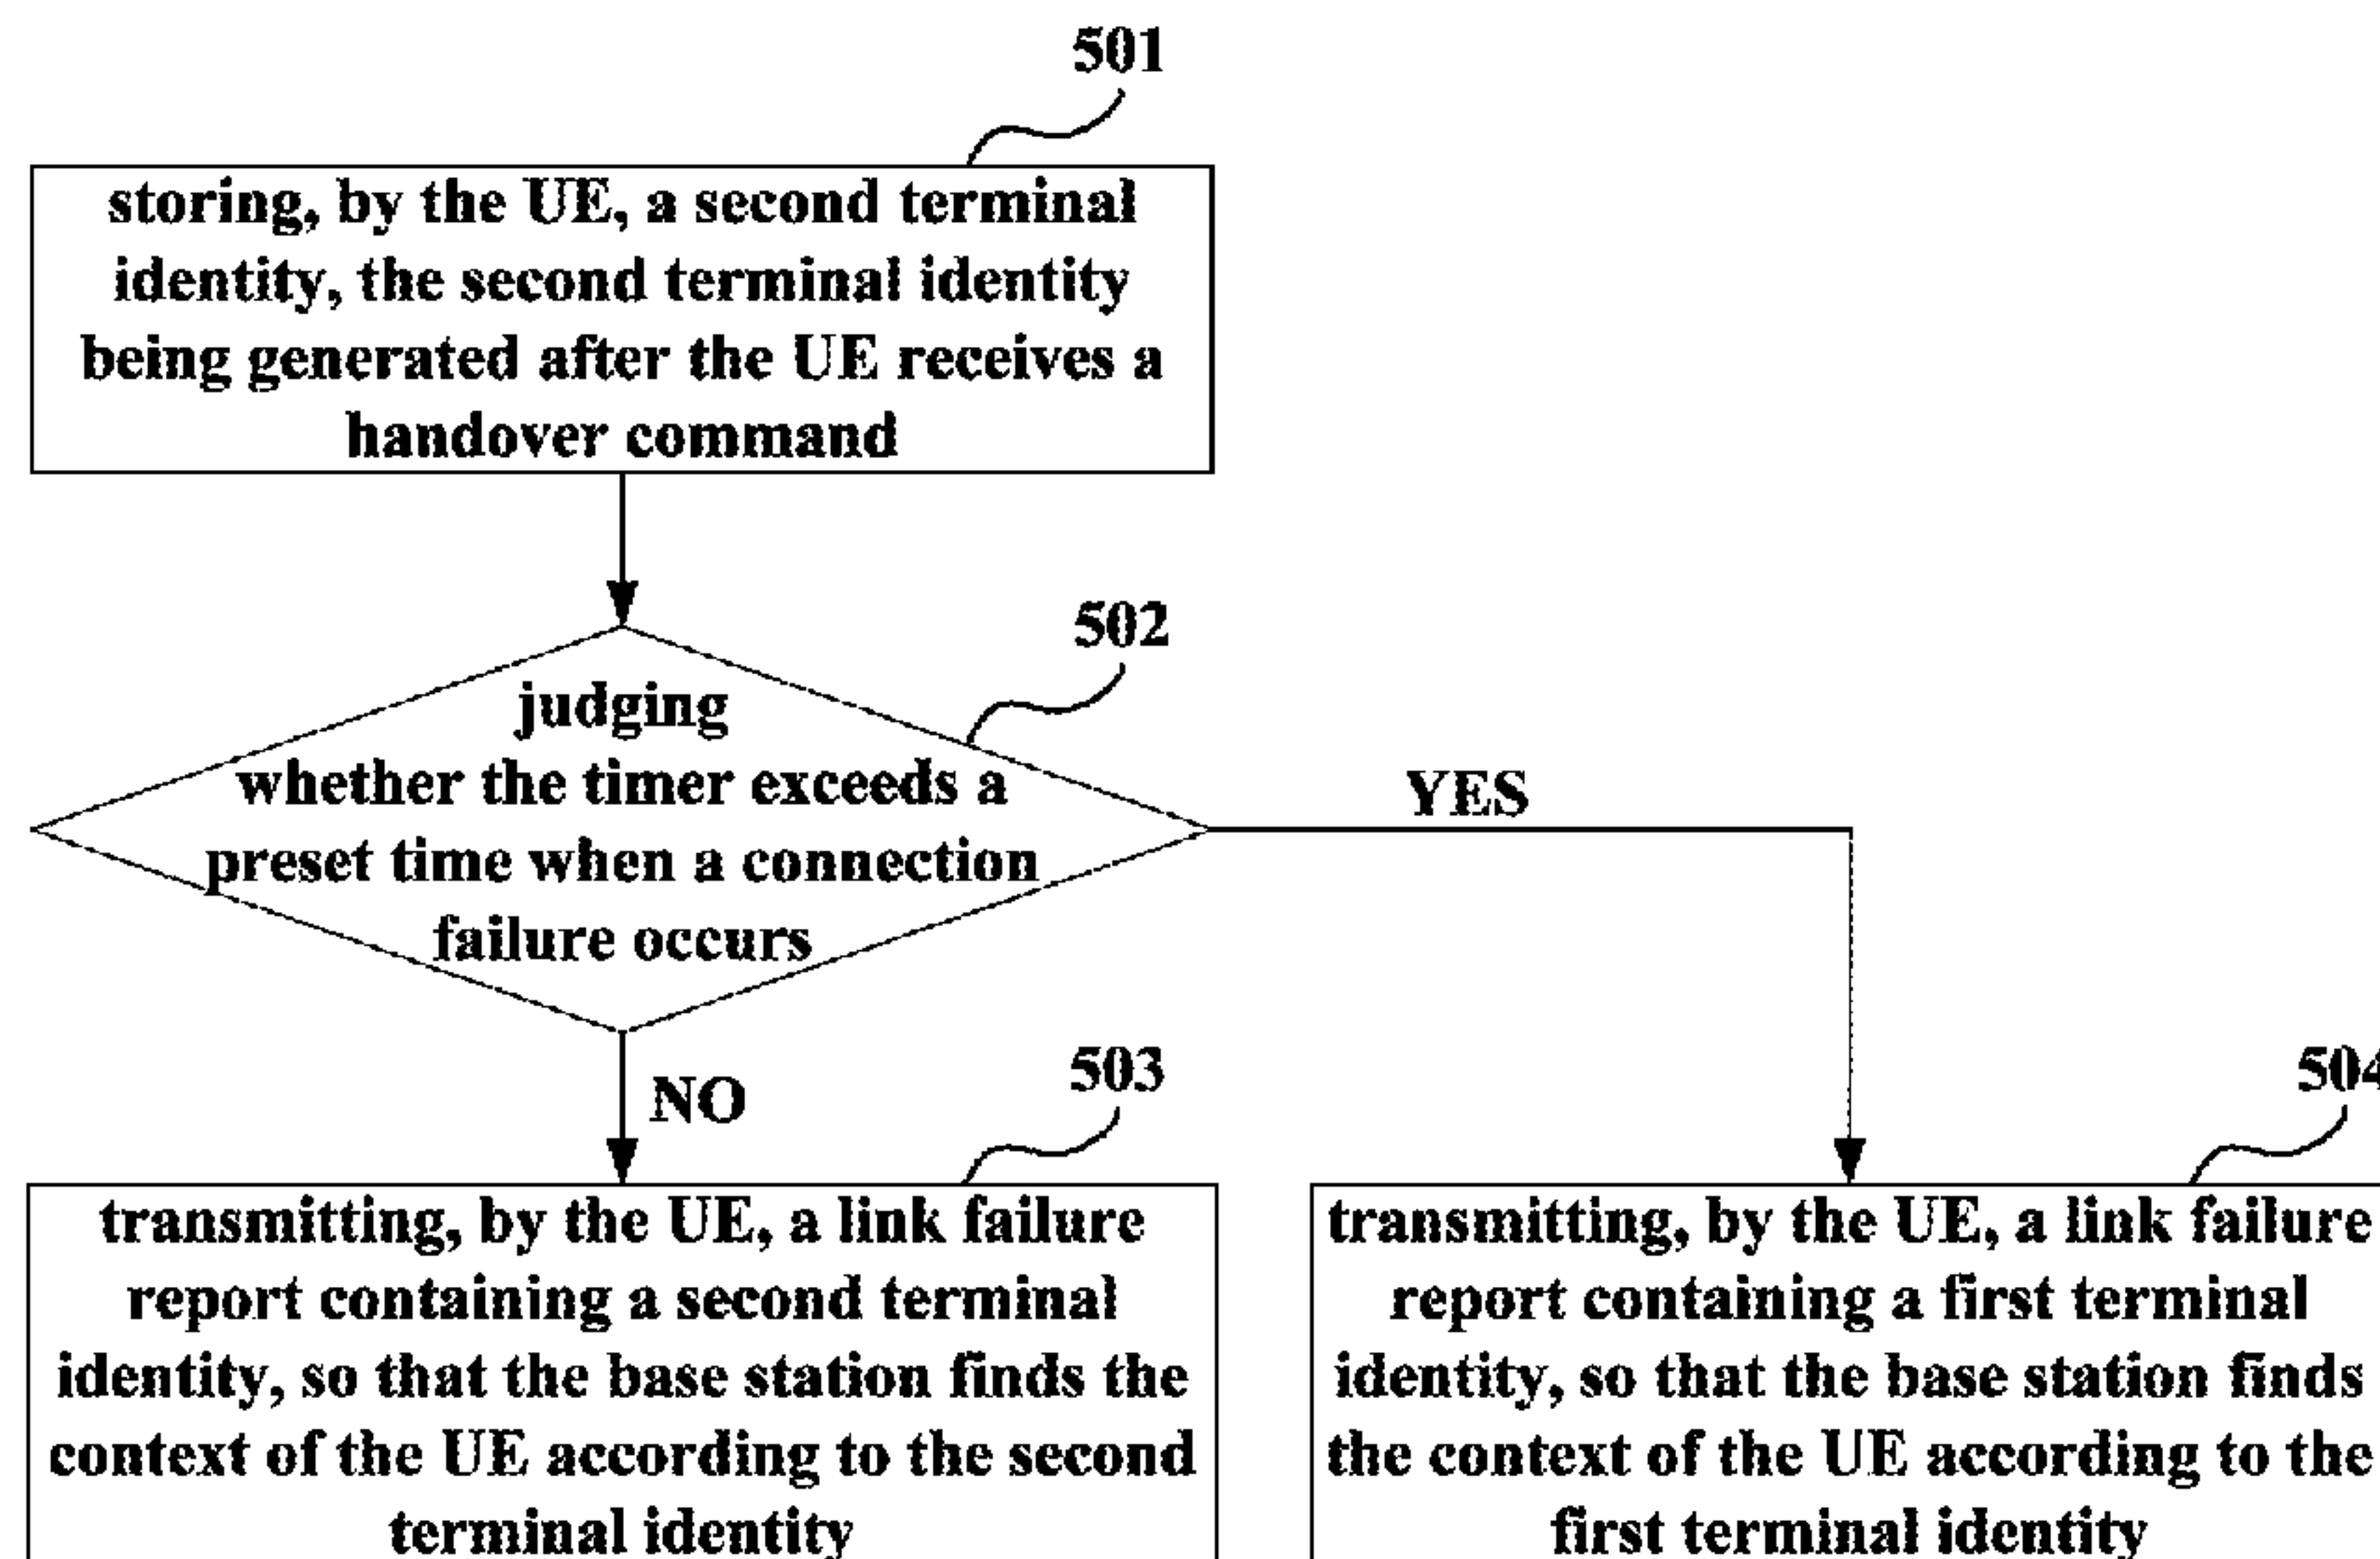 501
storing, by the UE, a second terminal
identity, the second terminal identity
being generated after the UE receives a
handover command
502
judging
whether the timer exceeds a
preset time when a connection
failure occurs
YES
NO
503
transmitting, by the UE, a link failure
report containing a second terminal
identity, so that the base station finds the
context of the UE according to the second
terminal identity
504
transmitting, by the UE, a link failure
report containing a first terminal
identity, so that the base station finds
the context of the UE according to the
first terminal identity